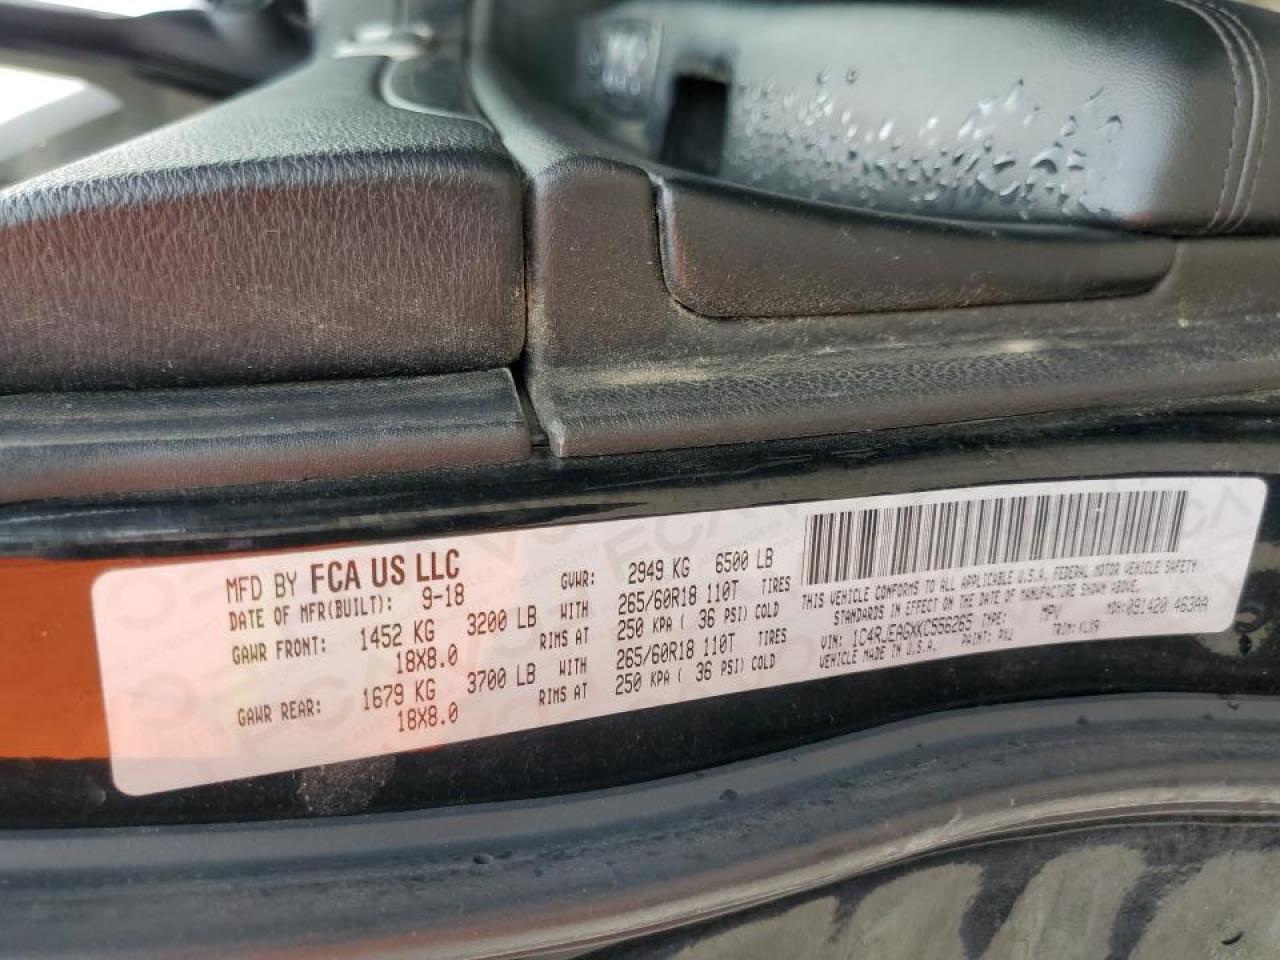 MFD BY FCA US LLC
DATE OF MFR(BUILT): 9-18 GVWR: 2949 KG 6500 LB
GAWR FRONT: 1452 KG 3200 LB WITH 265/60R18 110T TIRES
18X8.0 RIMS AT 250 KPA ( 36 PSI) COLD
GAWR REAR: 1679 KG 3700 LB WITH 265/60R18 110T TIRES
18X8.0 RIMS AT 250 KPA ( 36 PSI) COLD
THIS VEHICLE CONFORMS TO ALL APPLICABLE U.S.A. FEDERAL MOTOR VEHICLE SAFETY
STANDARDS IN EFFECT ON THE DATE OF MANUFACTURE SHOWN ABOVE.
VIN: 1C4RJEAGXKC556265 TYPE: MPV MDH:091420 463AA
VEHICLE MADE IN U.S.A. PAINT: PXJ TRIM: KLX9